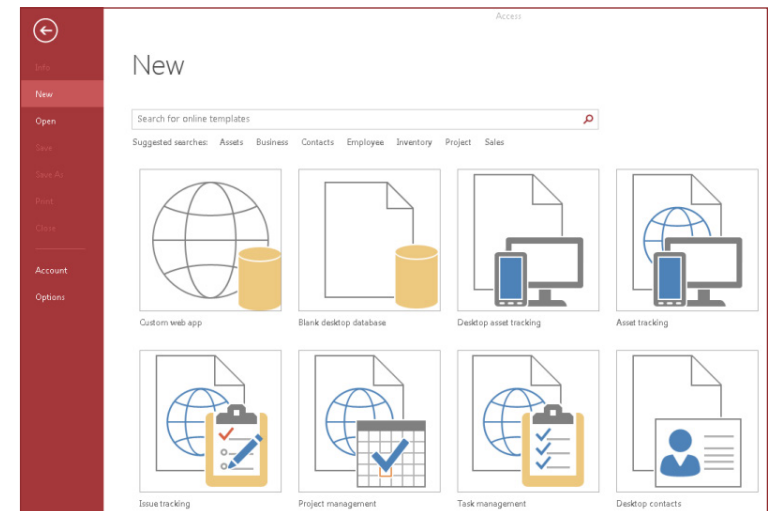 Access
Info
New
Open
Save
Save As
Print
Close
Account
Options
New
Search for online templates
Suggested searches: Assets Business Contacts Employee Inventory Project Sales
Custom web app
Blank desktop database
Desktop asset tracking
Asset tracking
Issue tracking
Project management
Task management
Desktop contacts